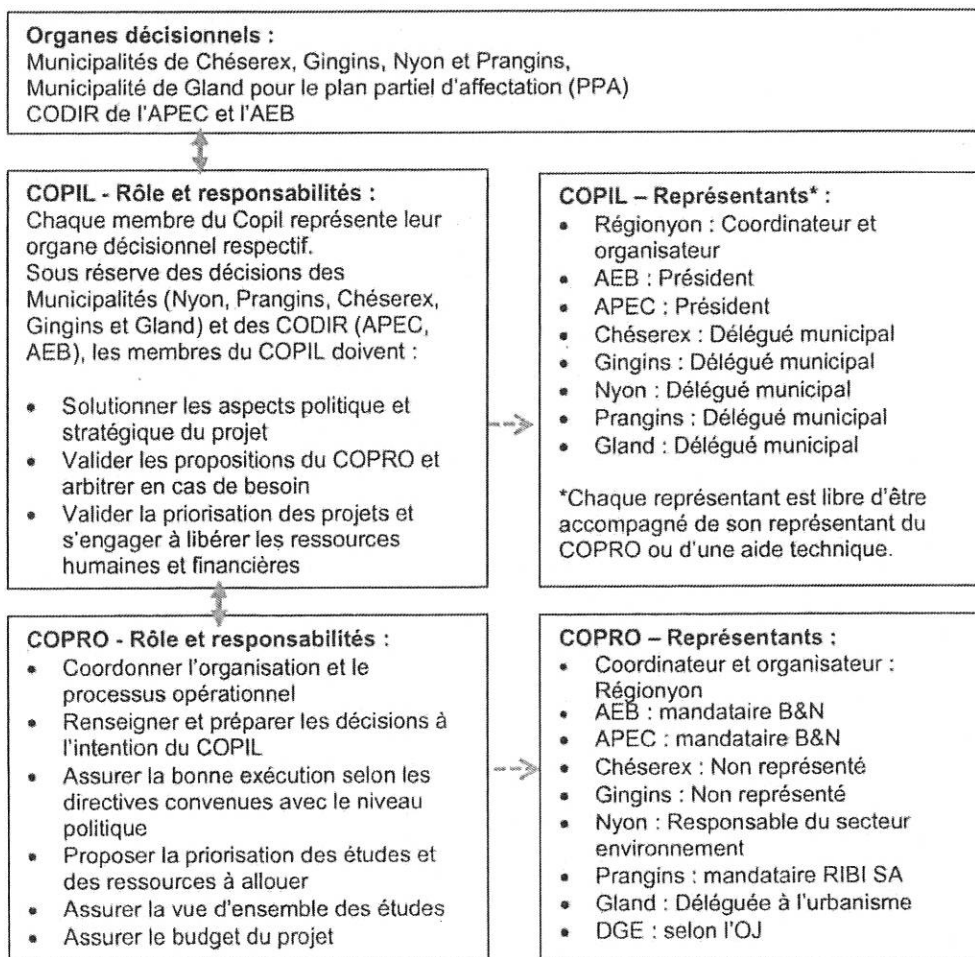 Organes décisionnels :
Municipalités de Chéserex, Gingins, Nyon et Prangins,
Municipalité de Gland pour le plan partiel d'affectation (PPA)
CODIR de l'APEC et l'AEB
COPIL - Rôle et responsabilités :
Chaque membre du Copil représente leur
organe décisionnel respectif.
Sous réserve des décisions des
Municipalités (Nyon, Prangins, Chéserex,
Gingins et Gland) et des CODIR (APEC,
AEB), les membres du COPIL doivent :
• Solutionner les aspects politique et
stratégique du projet
• Valider les propositions du COPRO et
arbitrer en cas de besoin
• Valider la priorisation des projets et
s'engager à libérer les ressources
humaines et financières
COPIL – Représentants* :
• Régionyon : Coordinateur et
organisateur
• AEB : Président
• APEC : Président
• Chéserex : Délégué municipal
• Gingins : Délégué municipal
• Nyon : Délégué municipal
• Prangins : Délégué municipal
• Gland : Délégué municipal
*Chaque représentant est libre d'être
accompagné de son représentant du
COPRO ou d'une aide technique.
COPRO - Rôle et responsabilités :
• Coordonner l'organisation et le
processus opérationnel
• Renseigner et préparer les décisions à
l'intention du COPIL
• Assurer la bonne exécution selon les
directives convenues avec le niveau
politique
• Proposer la priorisation des études et
des ressources à allouer
• Assurer la vue d'ensemble des études
• Assurer le budget du projet
COPRO – Représentants :
• Coordinateur et organisateur :
Régionyon
• AEB : mandataire B&N
• APEC : mandataire B&N
• Chéserex : Non représenté
• Gingins : Non représenté
• Nyon : Responsable du secteur
environnement
• Prangins : mandataire RIBI SA
• Gland : Déléguée à l'urbanisme
• DGE : selon l'OJ